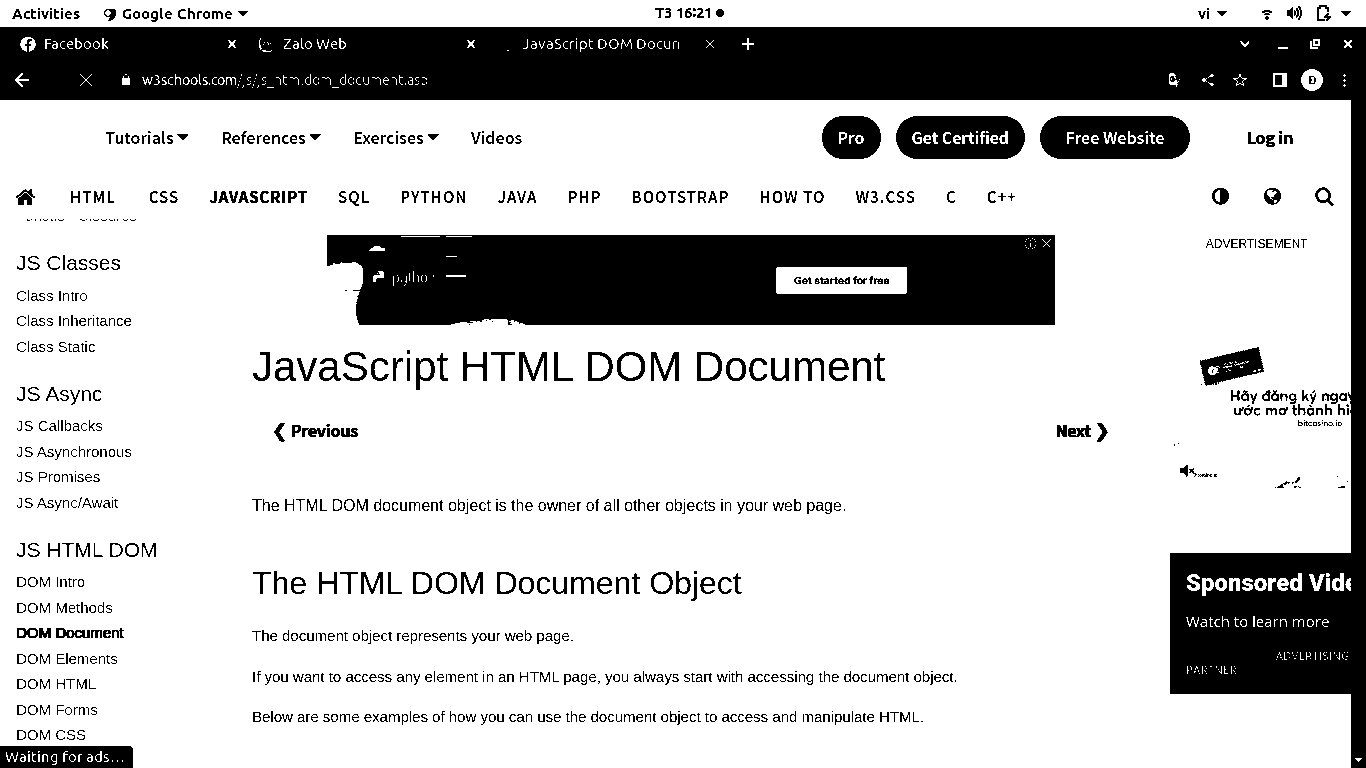 Activities Google Chrome T3 16:21 vi
Facebook Zalo Web JavaScript DOM Docun
w3schools.com/js/js_htmldom_document.asp Đ
Tutorials References Exercises Videos Pro Get Certified Free Website Log in
HTML CSS JAVASCRIPT SQL PYTHON JAVA PHP BOOTSTRAP HOW TO W3.CSS C C++
ADVERTISEMENT
JS Classes
Class Intro
Class Inheritance
Class Static
JS Async
JS Callbacks
JS Asynchronous
JS Promises
JS Async/Await
JS HTML DOM
DOM Intro
DOM Methods
DOM Document
DOM Elements
DOM HTML
DOM Forms
DOM CSS
Waiting for ads...
python
Get started for free
JavaScript HTML DOM Document
❮ Previous Next ❯
The HTML DOM document object is the owner of all other objects in your web page.
The HTML DOM Document Object
The document object represents your web page.
If you want to access any element in an HTML page, you always start with accessing the document object.
Below are some examples of how you can use the document object to access and manipulate HTML.
Hãy đăng ký ngay
ước mơ thành hi
bitcasino.io
Sponsored Vide
Watch to learn more
ADVERTISING
PARTNER